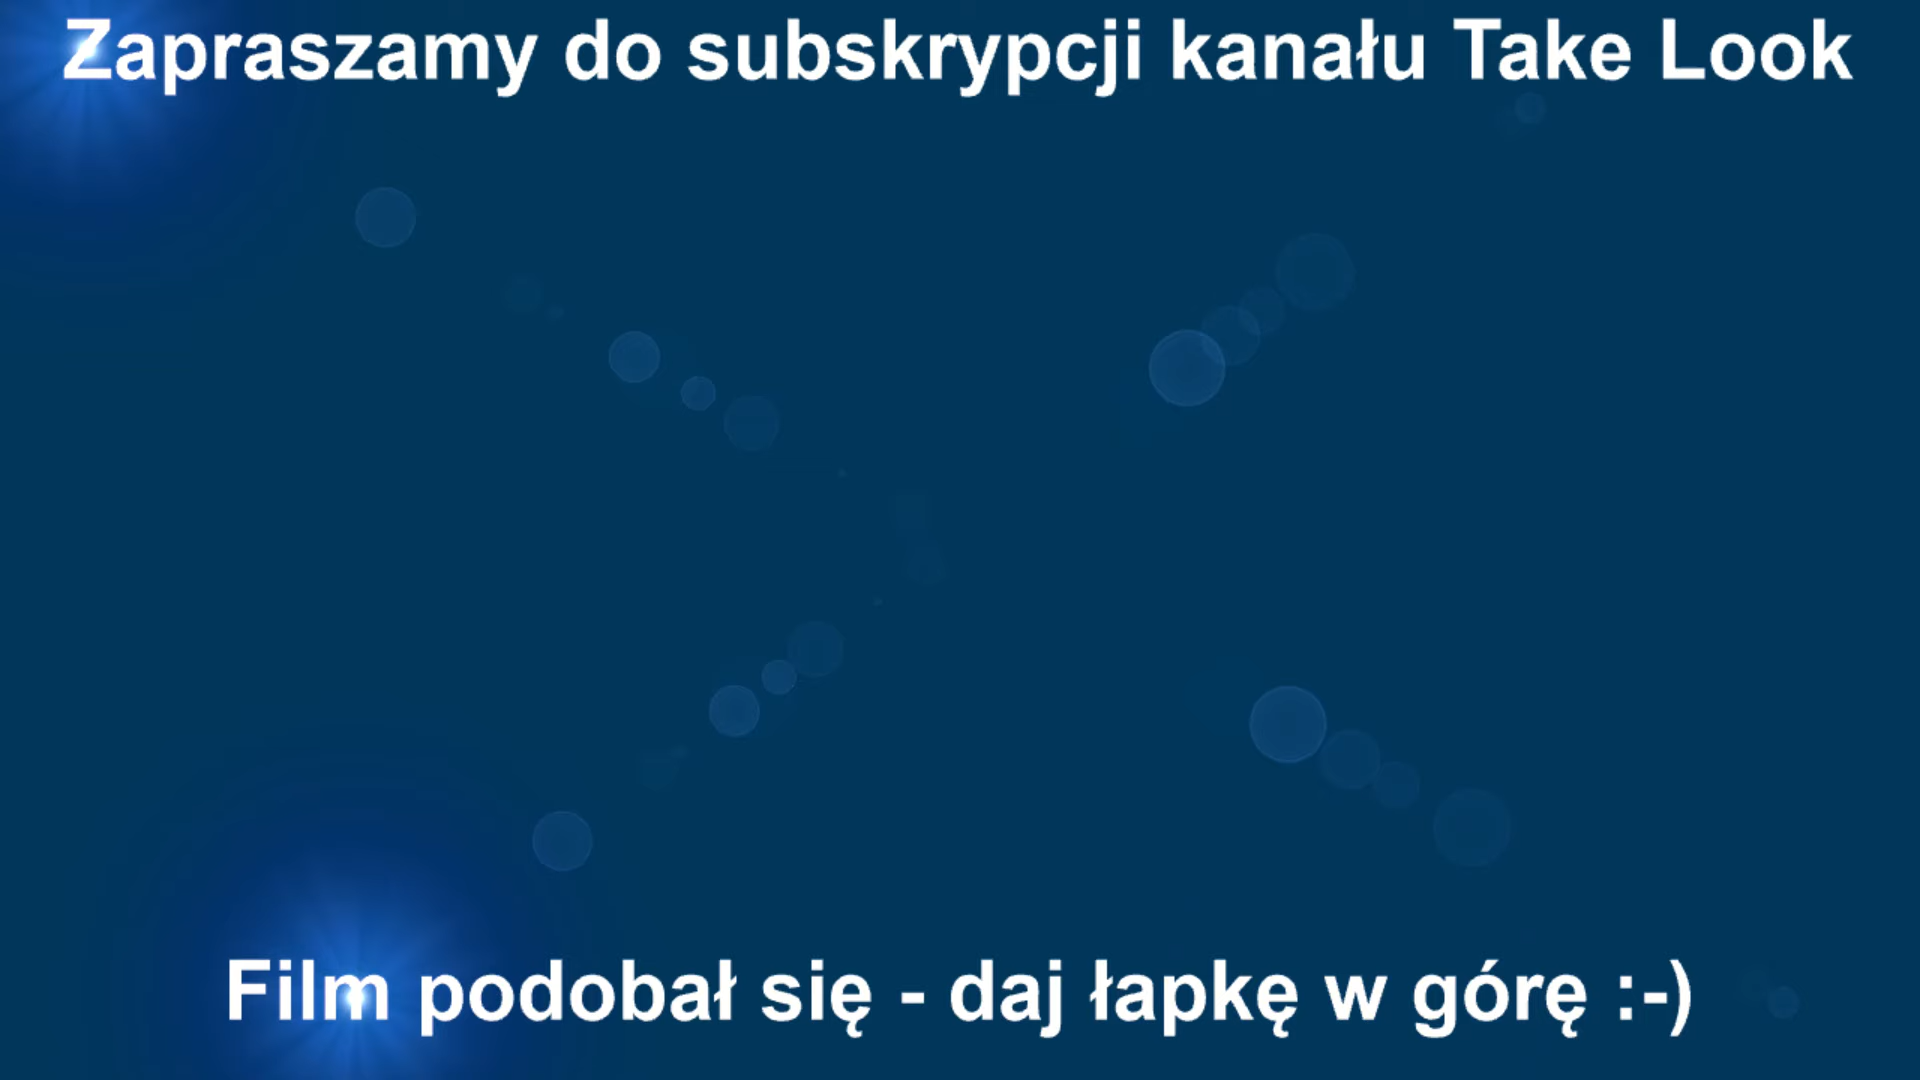 Zapraszamy do subskrypcji kanału Take Look
Film podobał się - daj łapkę w górę :-)